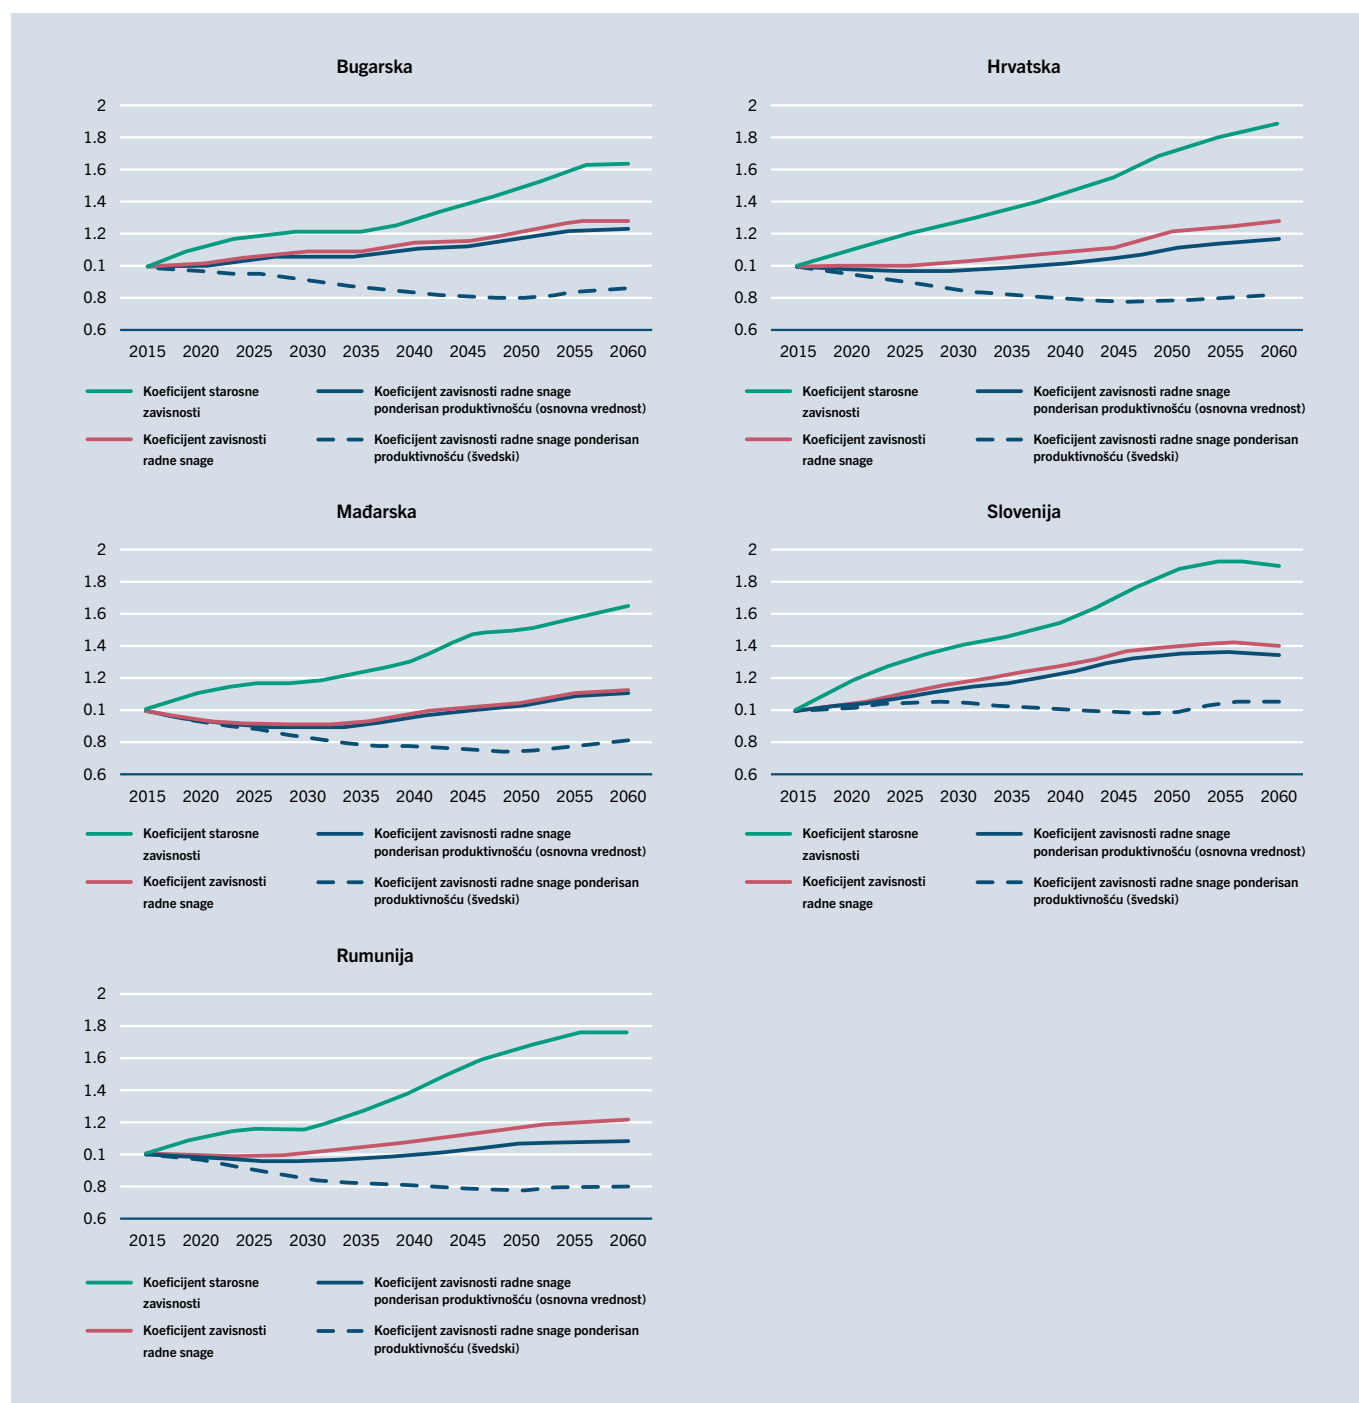 Bugarska
2
1.8
1.6
1.4
1.2
0.1
0.8
0.6
2015 2020 2025 2030 2035 2040 2045 2050 2055 2060
Koeficijent starosne
zavisnosti
Koeficijent zavisnosti radne snage
ponderisan produktivnošću (osnovna vrednost)
Koeficijent zavisnosti
radne snage
Koeficijent zavisnosti radne snage ponderisan
produktivnošću (švedski)
Hrvatska
2
1.8
1.6
1.4
1.2
0.1
0.8
0.6
2015 2020 2025 2030 2035 2040 2045 2050 2055 2060
Koeficijent starosne
zavisnosti
Koeficijent zavisnosti radne snage
ponderisan produktivnošću (osnovna vrednost)
Koeficijent zavisnosti
radne snage
Koeficijent zavisnosti radne snage ponderisan
produktivnošću (švedski)
Mađarska
2
1.8
1.6
1.4
1.2
0.1
0.8
0.6
2015 2020 2025 2030 2035 2040 2045 2050 2055 2060
Koeficijent starosne
zavisnosti
Koeficijent zavisnosti radne snage
ponderisan produktivnošću (osnovna vrednost)
Koeficijent zavisnosti
radne snage
Koeficijent zavisnosti radne snage ponderisan
produktivnošću (švedski)
Slovenija
2
1.8
1.6
1.4
1.2
0.1
0.8
0.6
2015 2020 2025 2030 2035 2040 2045 2050 2055 2060
Koeficijent starosne
zavisnosti
Koeficijent zavisnosti radne snage
ponderisan produktivnošću (osnovna vrednost)
Koeficijent zavisnosti
radne snage
Koeficijent zavisnosti radne snage ponderisan
produktivnošću (švedski)
Rumunija
2
1.8
1.6
1.4
1.2
0.1
0.8
0.6
2015 2020 2025 2030 2035 2040 2045 2050 2055 2060
Koeficijent starosne
zavisnosti
Koeficijent zavisnosti radne snage
ponderisan produktivnošću (osnovna vrednost)
Koeficijent zavisnosti
radne snage
Koeficijent zavisnosti radne snage ponderisan
produktivnošću (švedski)